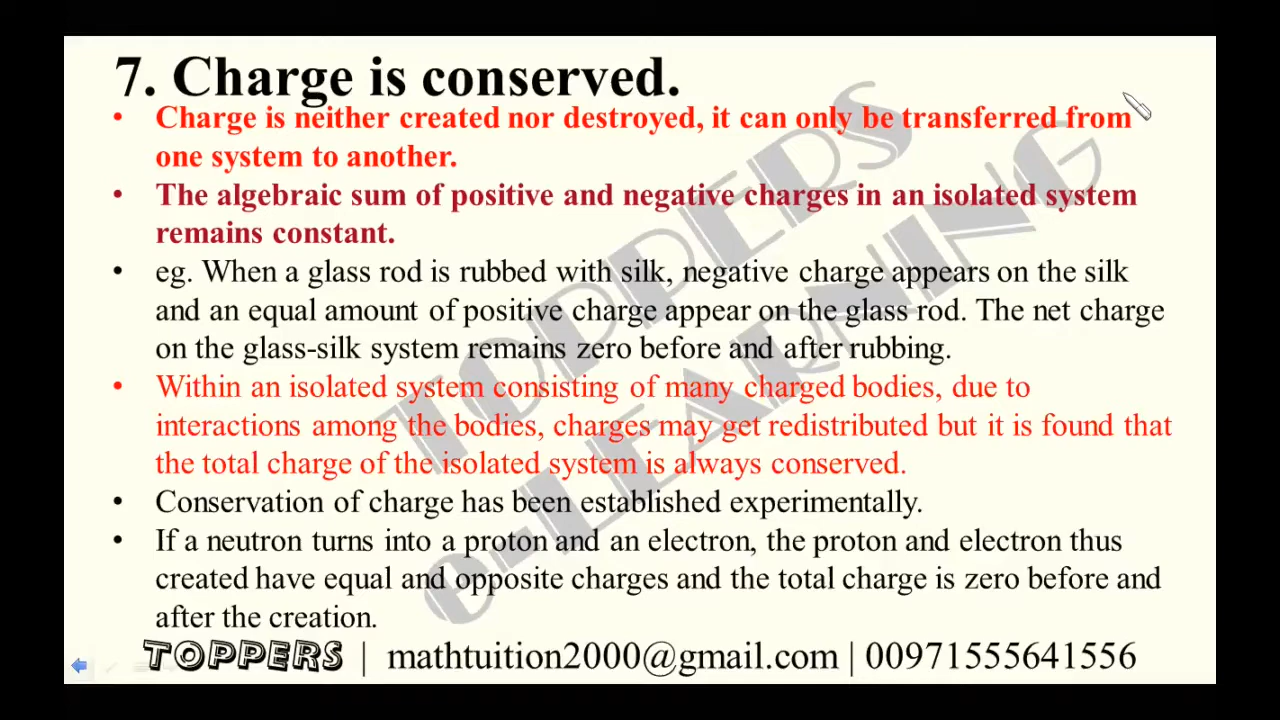 7. Charge is conserved.
• Charge is neither created nor destroyed, it can only be transferred from
one system to another.
• The algebraic sum of positive and negative charges in an isolated system
remains constant.
• eg. When a glass rod is rubbed with silk, negative charge appears on the silk
and an equal amount of positive charge appear on the glass rod. The net charge
on the glass-silk system remains zero before and after rubbing.
• Within an isolated system consisting of many charged bodies, due to
interactions among the bodies, charges may get redistributed but it is found that
the total charge of the isolated system is always conserved.
• Conservation of charge has been established experimentally.
• If a neutron turns into a proton and an electron, the proton and electron thus
created have equal and opposite charges and the total charge is zero before and
after the creation.
TOPPERS | mathtuition2000@gmail.com | 00971555641556
TOPPERS
e-LEARNING